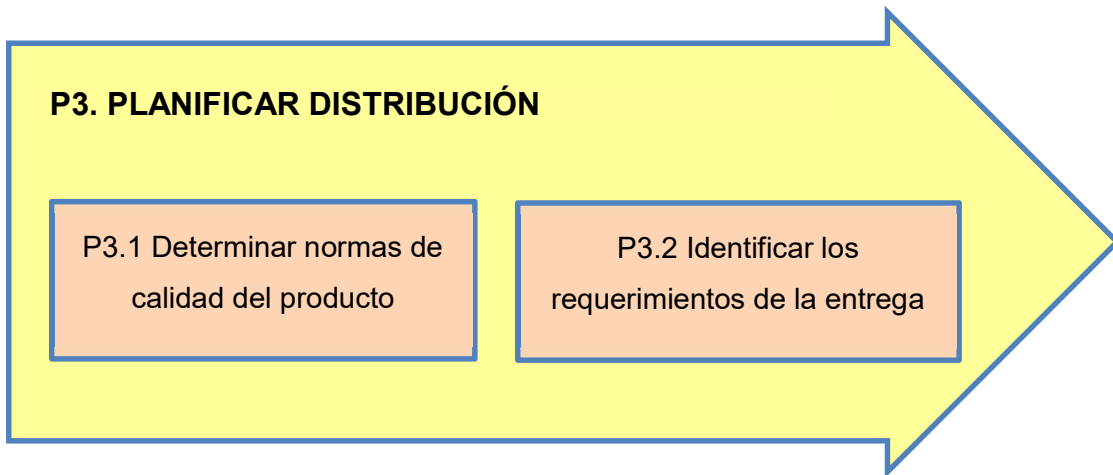 P3. PLANIFICAR DISTRIBUCIÓN
P3.1 Determinar normas de
calidad del producto
P3.2 Identificar los
requerimientos de la entrega